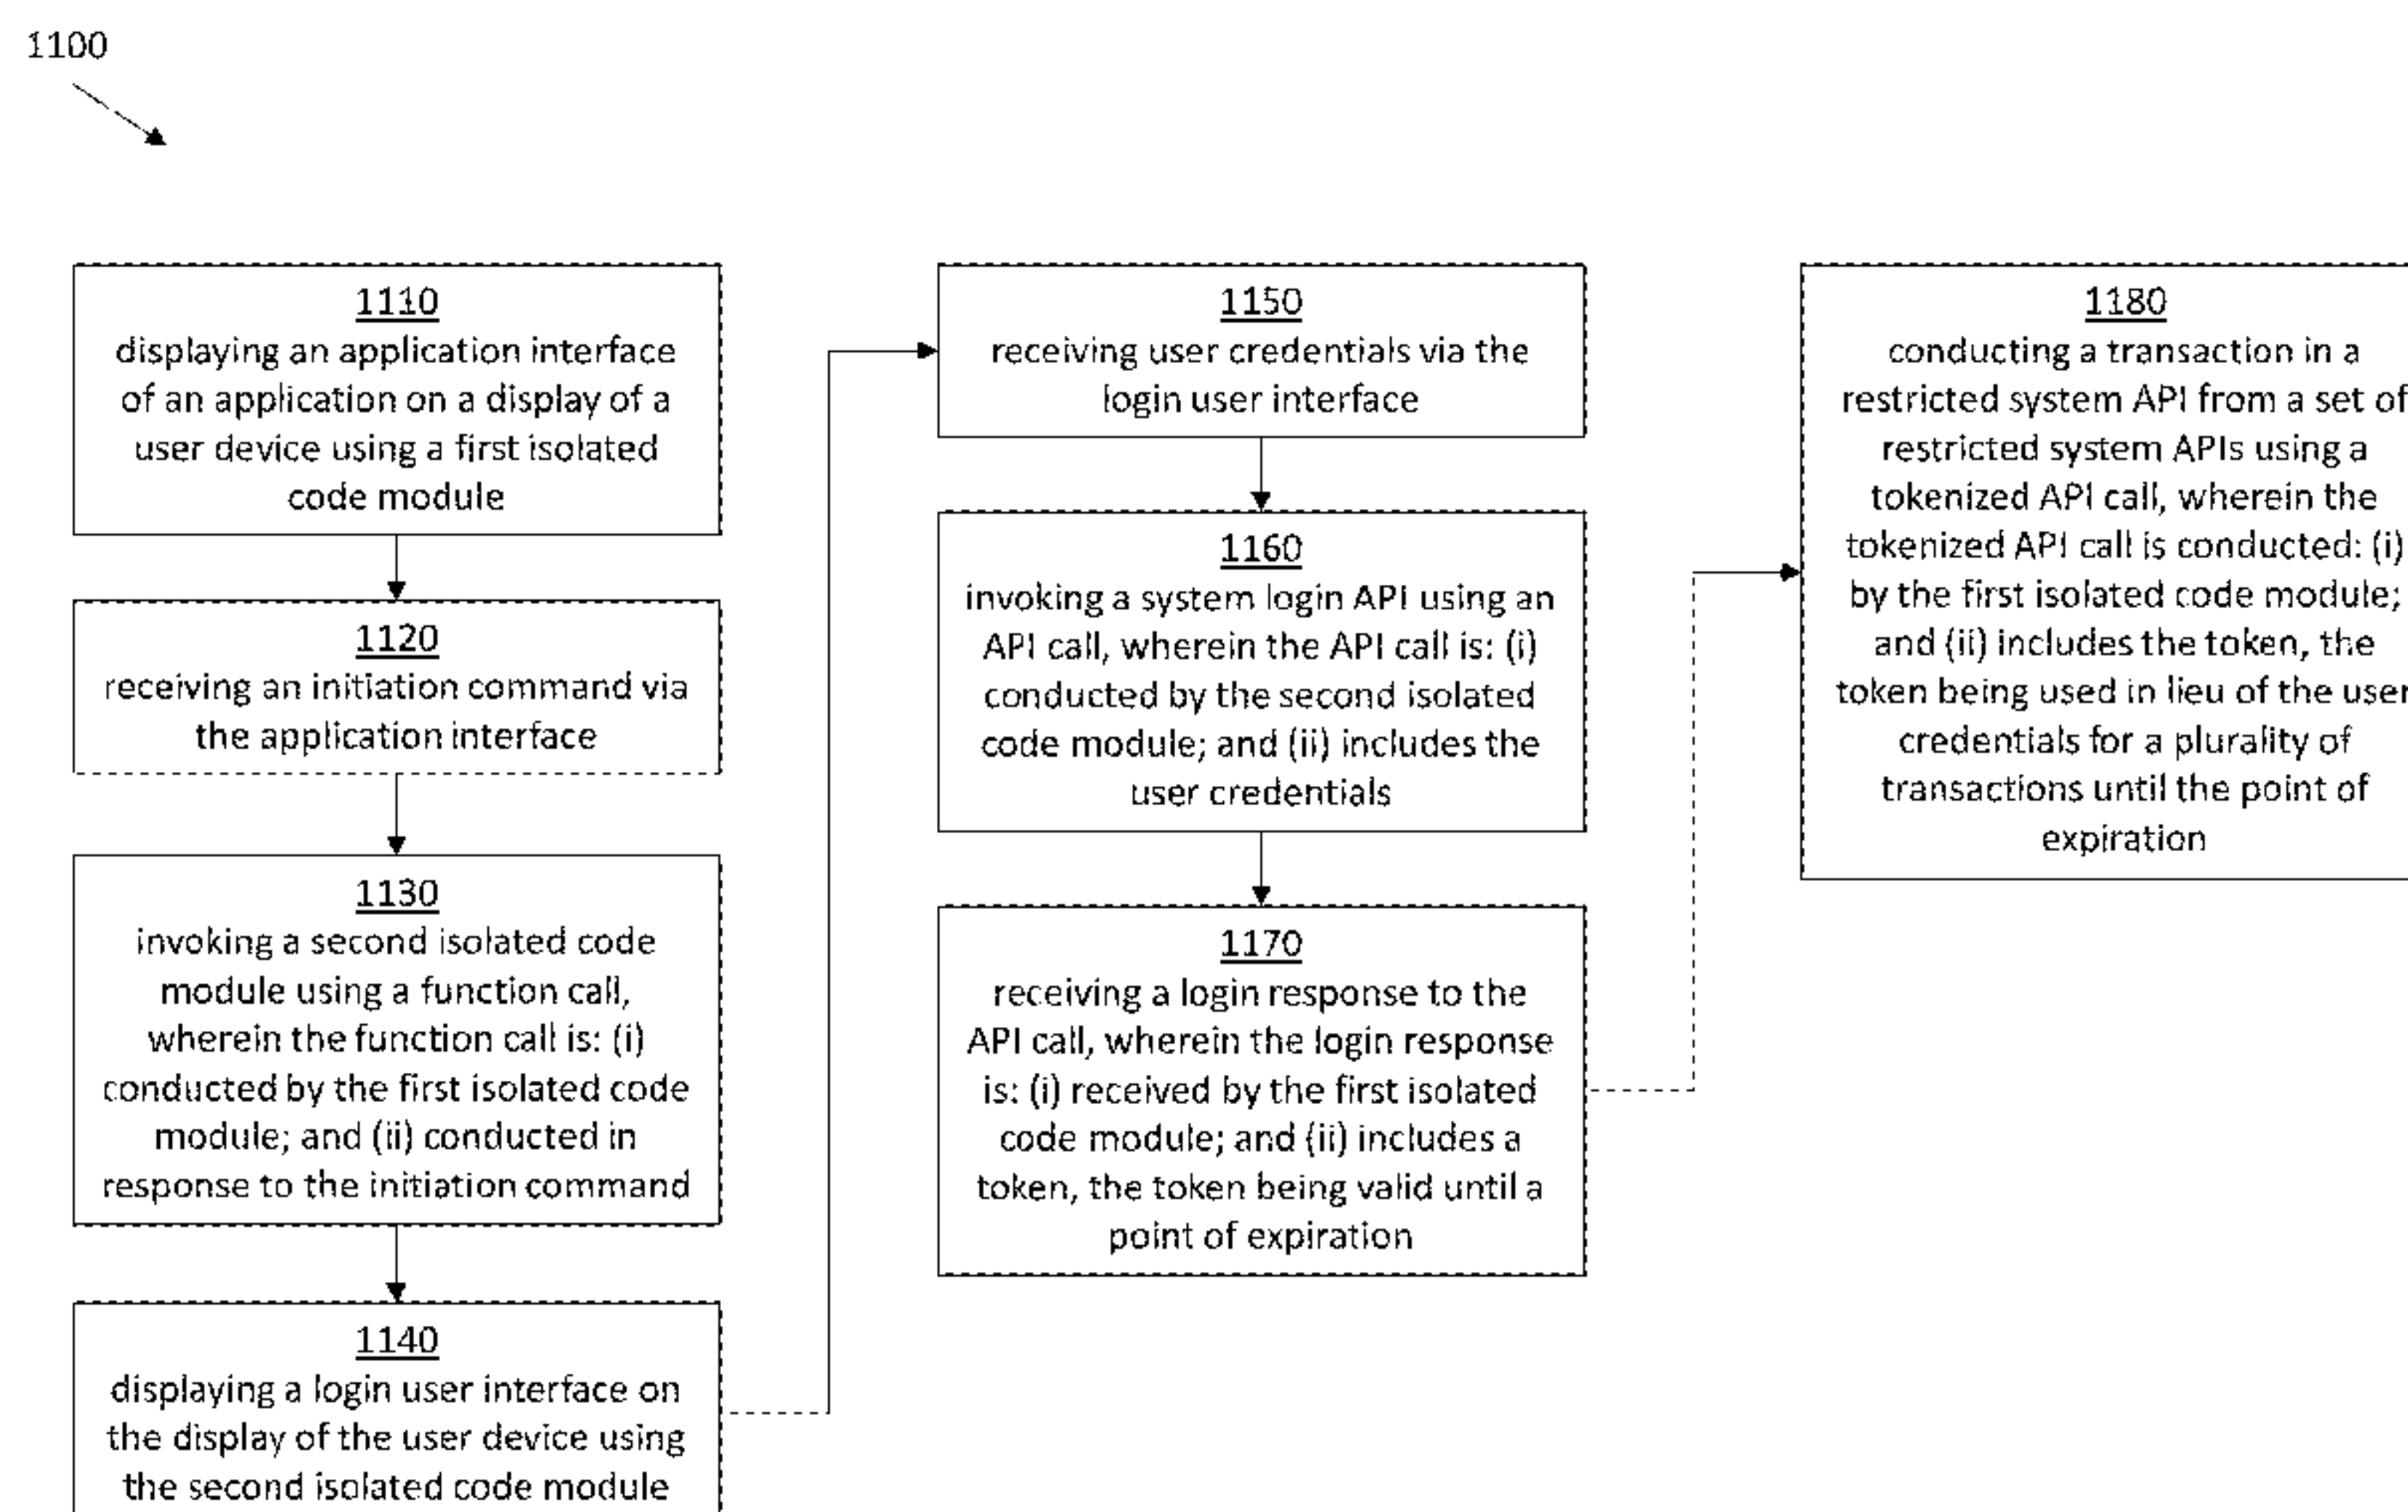 1100
1110
displaying an application interface
of an application on a display of a
user device using a first isolated
code module
1120
receiving an initiation command via
the application interface
1130
invoking a second isolated code
module using a function call,
wherein the function call is: (i)
conducted by the first isolated code
module; and (ii) conducted in
response to the initiation command
1140
displaying a login user interface on
the display of the user device using
the second isolated code module
1150
receiving user credentials via the
login user interface
1160
invoking a system login API using an
API call, wherein the API call is: (i)
conducted by the second isolated
code module; and (ii) includes the
user credentials
1170
receiving a login response to the
API call, wherein the login response
is: (i) received by the first isolated
code module; and (ii) includes a
token, the token being valid until a
point of expiration
1180
conducting a transaction in a
restricted system API from a set of
restricted system APIs using a
tokenized API call, wherein the
tokenized API call is conducted: (i)
by the first isolated code module;
and (ii) includes the token, the
token being used in lieu of the user
credentials for a plurality of
transactions until the point of
expiration